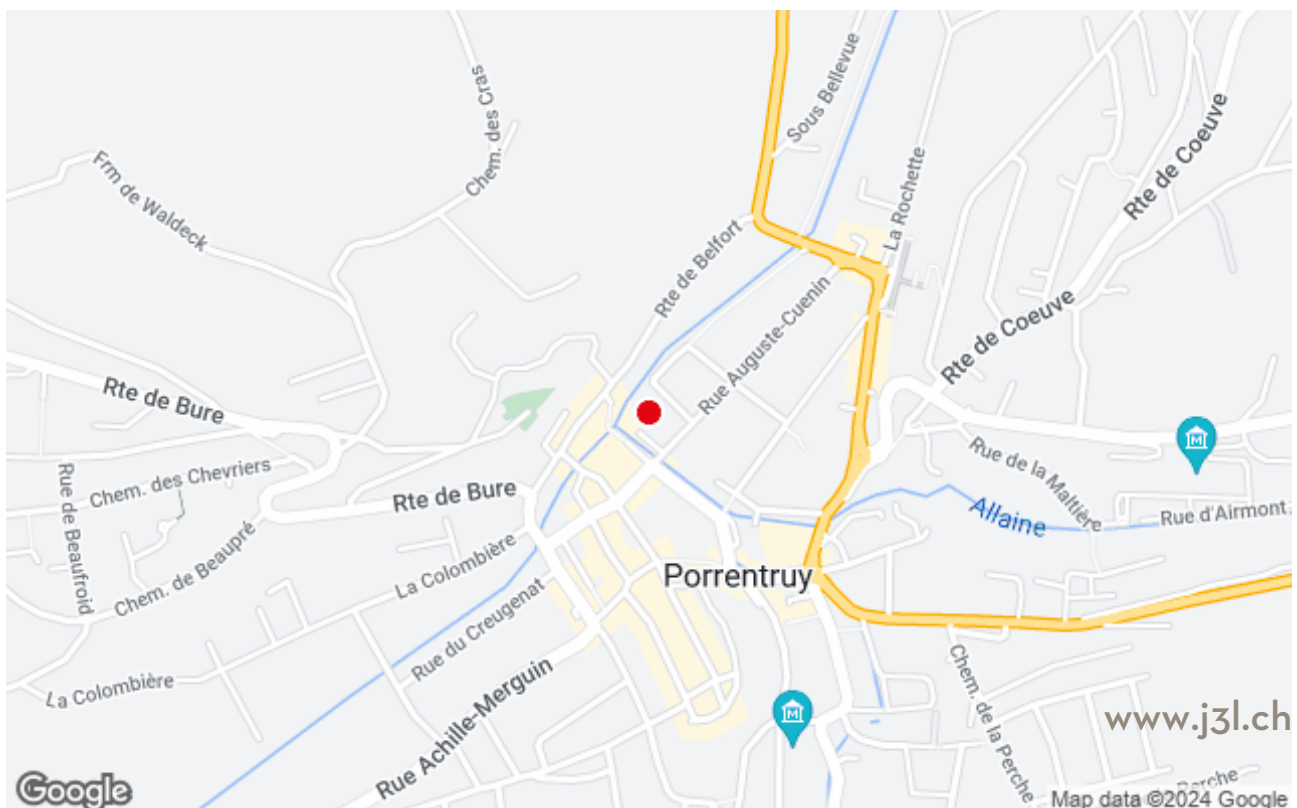 Sous Bellevue
Rte de Coeuve
Chem. des Cras
Frm de Waldeck
La Rochette
Rte de Belfort
Rue Auguste-Cuenin
Rte de Coeuve
Rte de Bure
Chem. des Chevriers
Rue de Beaufroid
Rte de Bure
Rue de la Maltière
Allaine
Rue d'Airmont
Chem. de Beaupré
La Colombière
Porrentruy
Rue du Creugenat
La Colombière
Rue Achille-Merguin
Chem. de la Perche
www.j3l.ch
Perche
Google
Map data ©2024 Google
M
M